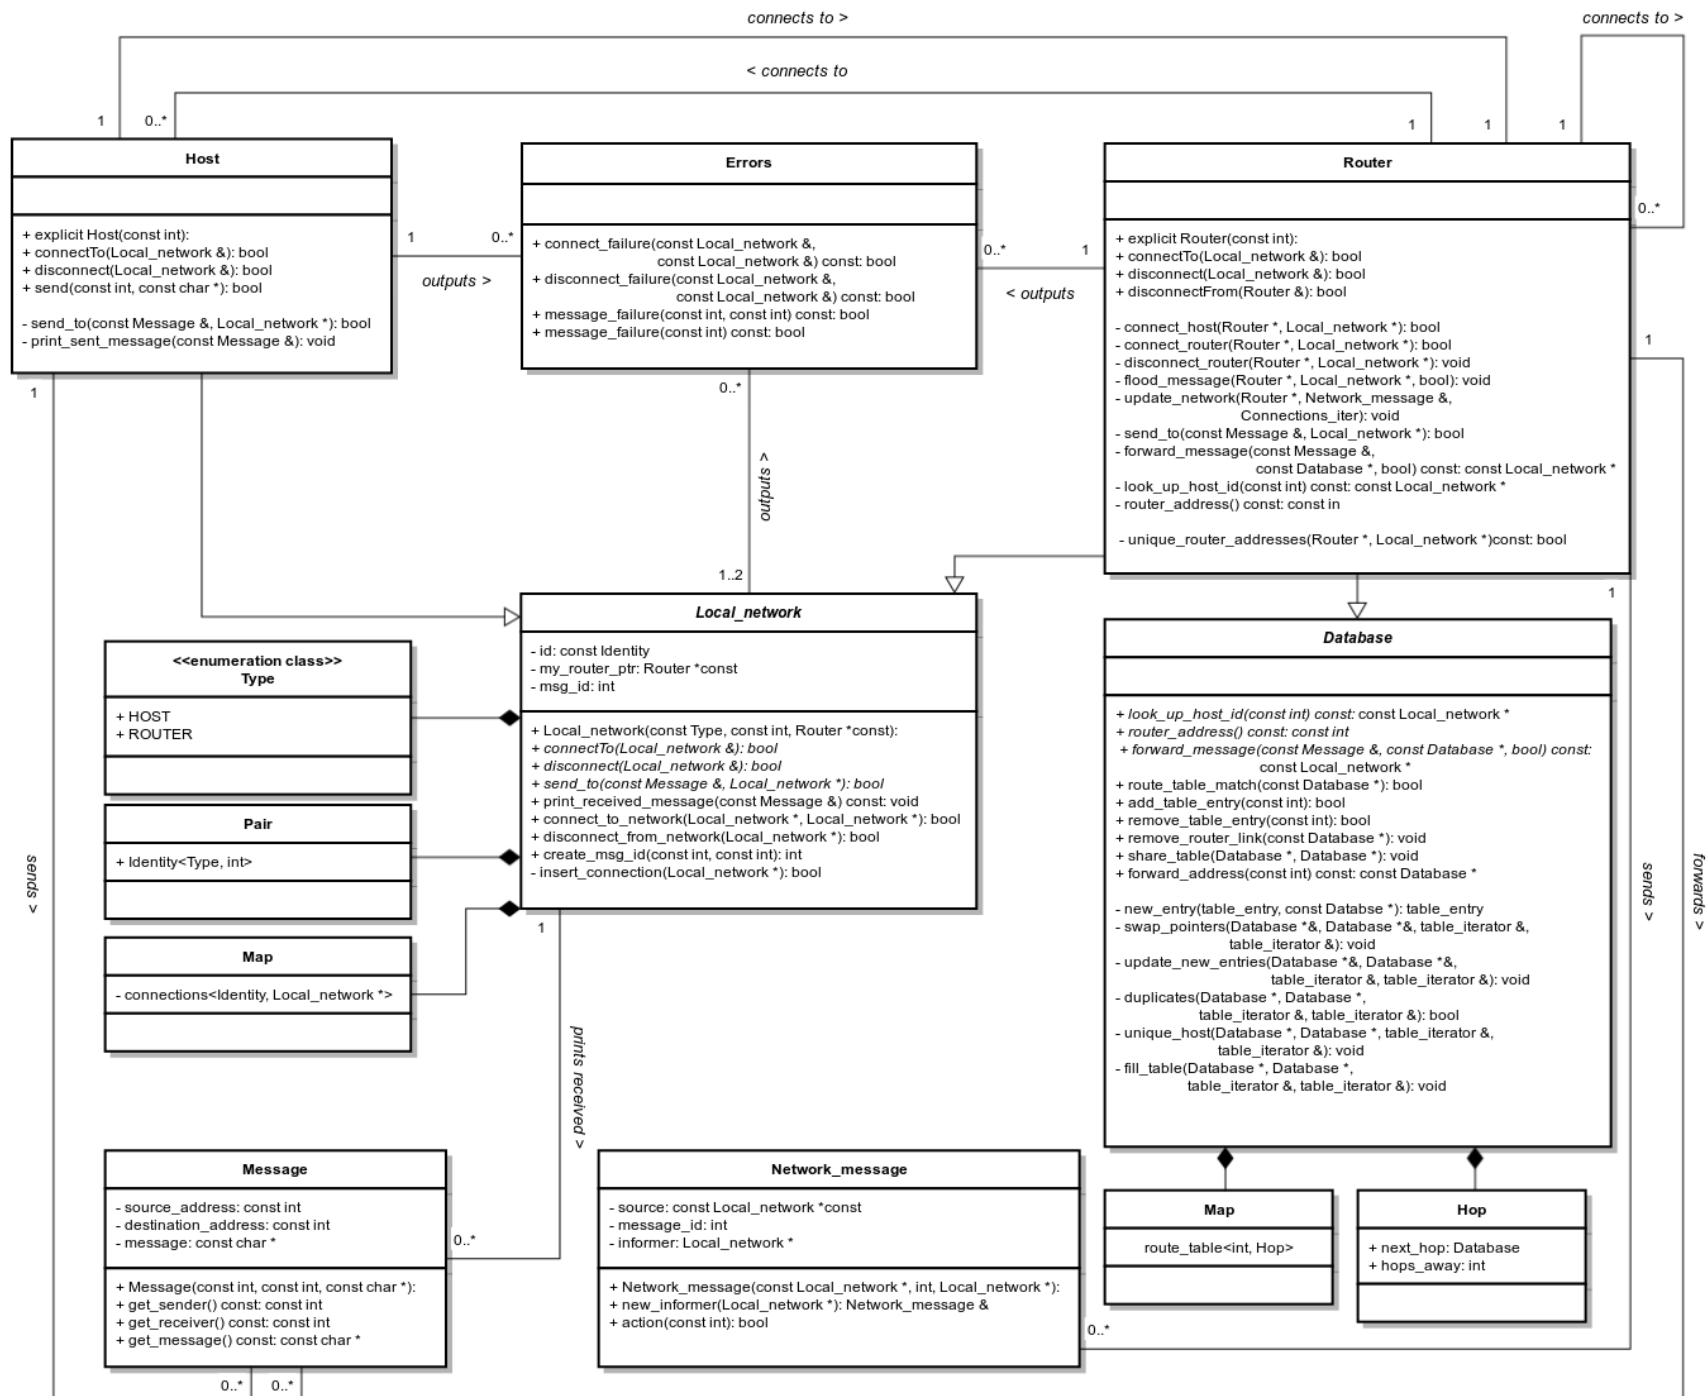 connects to >
connects to >
< connects to
1
0..*
1
1
1
Host
+ explicit Host(const int):
+ connectTo(Local_network &): bool
+ disconnect(Local_network &): bool
+ send(const int, const char *): bool
- send_to(const Message &, Local_network *): bool
- print_sent_message(const Message &): void
1
0..*
outputs >
Errors
+ connect_failure(const Local_network &,
const Local_network &) const: bool
+ disconnect_failure(const Local_network &,
const Local_network &) const: bool
+ message_failure(const int, const int) const: bool
+ message_failure(const int) const: bool
0..*
1
< outputs
Router
+ explicit Router(const int):
+ connectTo(Local_network &): bool
+ disconnect(Local_network &): bool
+ disconnectFrom(Router &): bool
- connect_host(Router *, Local_network *): bool
- connect_router(Router *, Local_network *): bool
- disconnect_router(Router *, Local_network *): void
- flood_message(Router *, Local_network *, bool): void
- update_network(Router *, Network_message &,
Connections_iter): void
- send_to(const Message &, Local_network *): bool
- forward_message(const Message &,
const Database *, bool) const: const Local_network *
- look_up_host_id(const int) const: const Local_network *
- router_address() const: const in
- unique_router_addresses(Router *, Local_network *)const: bool
0..*
1
1
1
0..*
outputs >
1..2
Local_network
- id: const Identity
- my_router_ptr: Router *const
- msg_id: int
+ Local_network(const Type, const int, Router *const):
+ connectTo(Local_network &): bool
+ disconnect(Local_network &): bool
+ send_to(const Message &, Local_network *): bool
+ print_received_message(const Message &) const: void
+ connect_to_network(Local_network *, Local_network *): bool
+ disconnect_from_network(Local_network *): bool
+ create_msg_id(const int, const int): int
- insert_connection(Local_network *): bool
<<enumeration class>>
Type
+ HOST
+ ROUTER
Pair
+ Identity<Type, int>
Map
- connections<Identity, Local_network *>
1
sends >
prints received >
Database
+ look_up_host_id(const int) const: const Local_network *
+ router_address() const: const int
+ forward_message(const Message &, const Database *, bool) const:
const Local_network *
+ route_table_match(const Database *): bool
+ add_table_entry(const int): bool
+ remove_table_entry(const int): bool
+ remove_router_link(const Database *): void
+ share_table(Database *, Database *): void
+ forward_address(const int) const: const Database *
- new_entry(table_entry, const Databse *): table_entry
- swap_pointers(Database *&, Database *&, table_iterator &,
table_iterator &): void
- update_new_entries(Database *&, Database *&,
table_iterator &, table_iterator &): void
- duplicates(Database *, Database *,
table_iterator &, table_iterator &): bool
- unique_host(Database *, Database *, table_iterator &,
table_iterator &): void
- fill_table(Database *, Database *,
table_iterator &, table_iterator &): void
sends >
forwards >
Message
- source_address: const int
- destination_address: const int
- message: const char *
+ Message(const int, const int, const char *):
+ get_sender() const: const int
+ get_receiver() const: const int
+ get_message() const: const char *
0..*
0..*
0..*
Network_message
- source: const Local_network *const
- message_id: int
- informer: Local_network *
+ Network_message(const Local_network *, int, Local_network *):
+ new_informer(Local_network *): Network_message &
+ action(const int): bool
0..*
Map
route_table<int, Hop>
Hop
+ next_hop: Database
+ hops_away: int